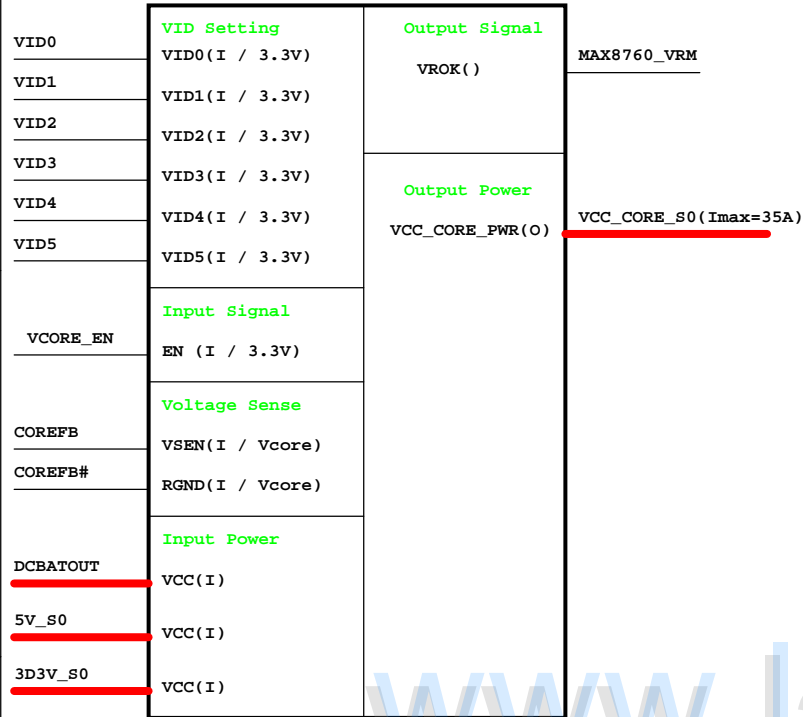 VID Setting
Output Signal
VID0
VID0(I / 3.3V)
MAX8760_VRM
VROK()
VID1
VID1(I / 3.3V)
VID2
VID2(I / 3.3V)
VID3
VID3(I / 3.3V)
Output Power
VID4
VID4(I / 3.3V)
VCC_CORE_PWR(O)
VCC_CORE_S0(Imax=35A)
VID5
VID5(I / 3.3V)
Input Signal
VCORE_EN
EN (I / 3.3V)
Voltage Sense
COREFB
VSEN(I / Vcore)
COREFB#
RGND(I / Vcore)
Input Power
DCBATOUT
VCC(I)
5V_S0
VCC(I)
3D3V_S0
VCC(I)